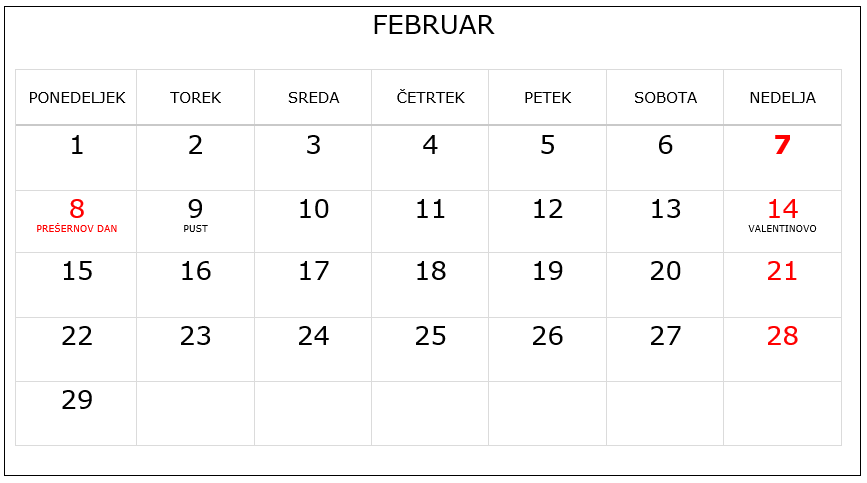 FEBRUAR
PONEDELJEK TOREK SREDA ČETRTEK PETEK SOBOTA NEDELJA
1 2 3 4 5 6 7
8 9 10 11 12 13 14
PREŠERNOV DAN PUST VALENTINOVO
15 16 17 18 19 20 21
22 23 24 25 26 27 28
29